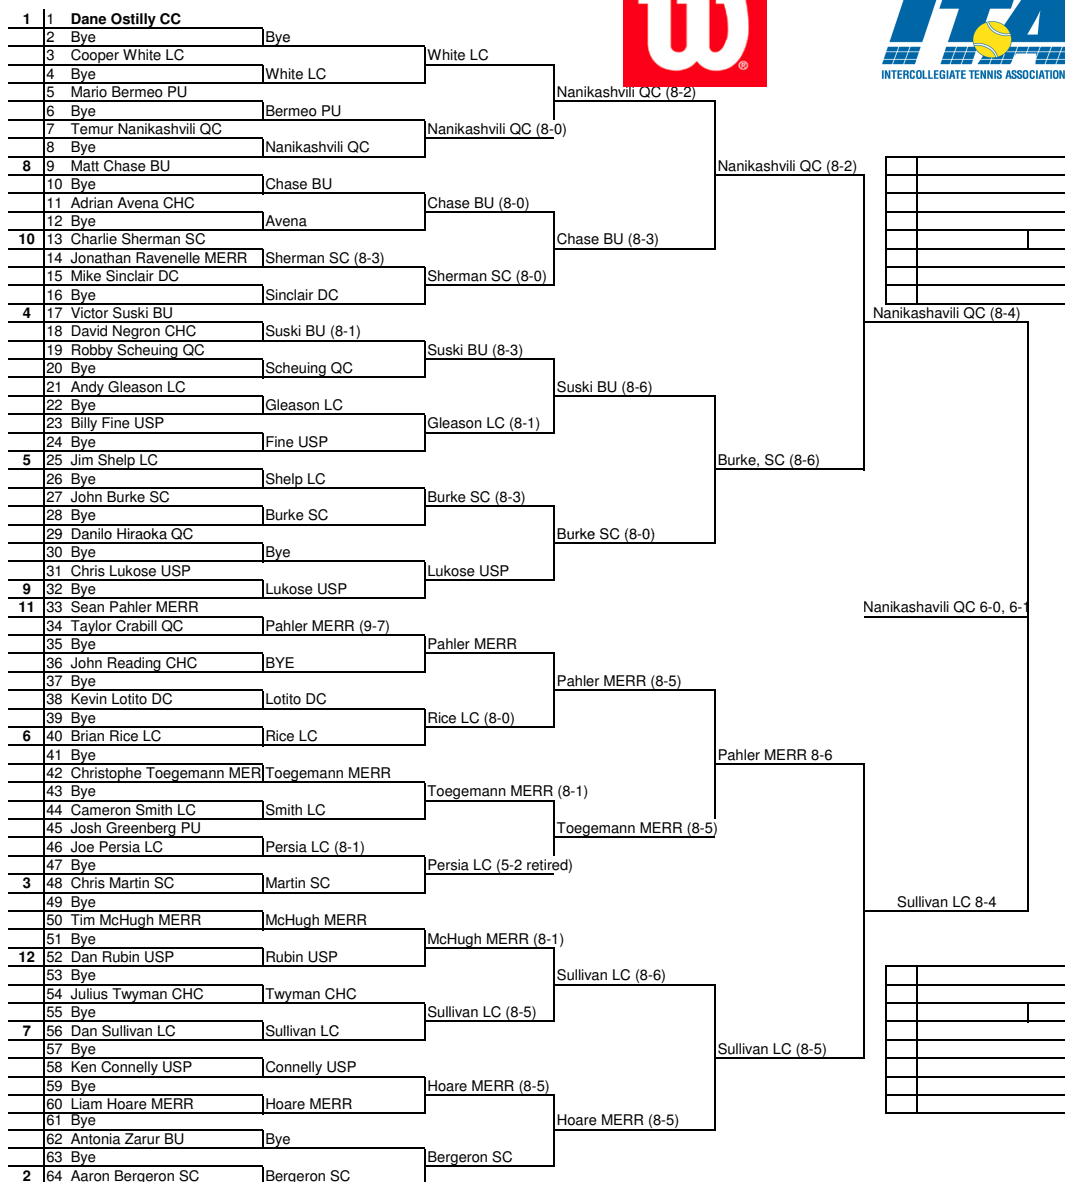 1 1 Dane Ostilly CC
2 Bye Bye
3 Cooper White LC White LC
4 Bye White LC
INTERCOLLEGIATE TENNIS ASSOCIATION
5 Mario Bermeo PU Nanikashvili QC (8-2)
6 Bye Bermeo PU
7 Temur Nanikashvili QC Nanikashvili QC (8-0)
8 Bye Nanikashvili QC
8 9 Matt Chase BU Nanikashvili QC (8-2)
10 Bye Chase BU
11 Adrian Avena CHC Chase BU (8-0)
12 Bye Avena
10 13 Charlie Sherman SC Chase BU (8-3)
14 Jonathan Ravenelle MERR Sherman SC (8-3)
15 Mike Sinclair DC Sherman SC (8-0)
16 Bye Sinclair DC
4 17 Victor Suski BU Nanikashavili QC (8-4)
18 David Negron CHC Suski BU (8-1)
19 Robby Scheuing QC Suski BU (8-3)
20 Bye Scheuing QC
21 Andy Gleason LC Suski BU (8-6)
22 Bye Gleason LC
23 Billy Fine USP Gleason LC (8-1)
24 Bye Fine USP
5 25 Jim Shelp LC Burke, SC (8-6)
26 Bye Shelp LC
27 John Burke SC Burke SC (8-3)
28 Bye Burke SC
29 Danilo Hiraoka QC Burke SC (8-0)
30 Bye Bye
31 Chris Lukose USP Lukose USP
9 32 Bye Lukose USP
11 33 Sean Pahler MERR Nanikashavili QC 6-0, 6-1
34 Taylor Crabill QC Pahler MERR (9-7)
35 Bye Pahler MERR
36 John Reading CHC BYE
37 Bye Pahler MERR (8-5)
38 Kevin Lotito DC Lotito DC
39 Bye Rice LC (8-0)
6 40 Brian Rice LC Rice LC
41 Bye Pahler MERR 8-6
42 Christophe Toegemann MER Toegemann MERR
43 Bye Toegemann MERR (8-1)
44 Cameron Smith LC Smith LC
45 Josh Greenberg PU Toegemann MERR (8-5)
46 Joe Persia LC Persia LC (8-1)
47 Bye Persia LC (5-2 retired)
3 48 Chris Martin SC Martin SC
49 Bye Sullivan LC 8-4
50 Tim McHugh MERR McHugh MERR
51 Bye McHugh MERR (8-1)
12 52 Dan Rubin USP Rubin USP
53 Bye Sullivan LC (8-6)
54 Julius Twyman CHC Twyman CHC
55 Bye Sullivan LC (8-5)
7 56 Dan Sullivan LC Sullivan LC
57 Bye Sullivan LC (8-5)
58 Ken Connelly USP Connelly USP
59 Bye Hoare MERR (8-5)
60 Liam Hoare MERR Hoare MERR
61 Bye Hoare MERR (8-5)
62 Antonia Zarur BU Bye
63 Bye Bergeron SC
2 64 Aaron Bergeron SC Bergeron SC